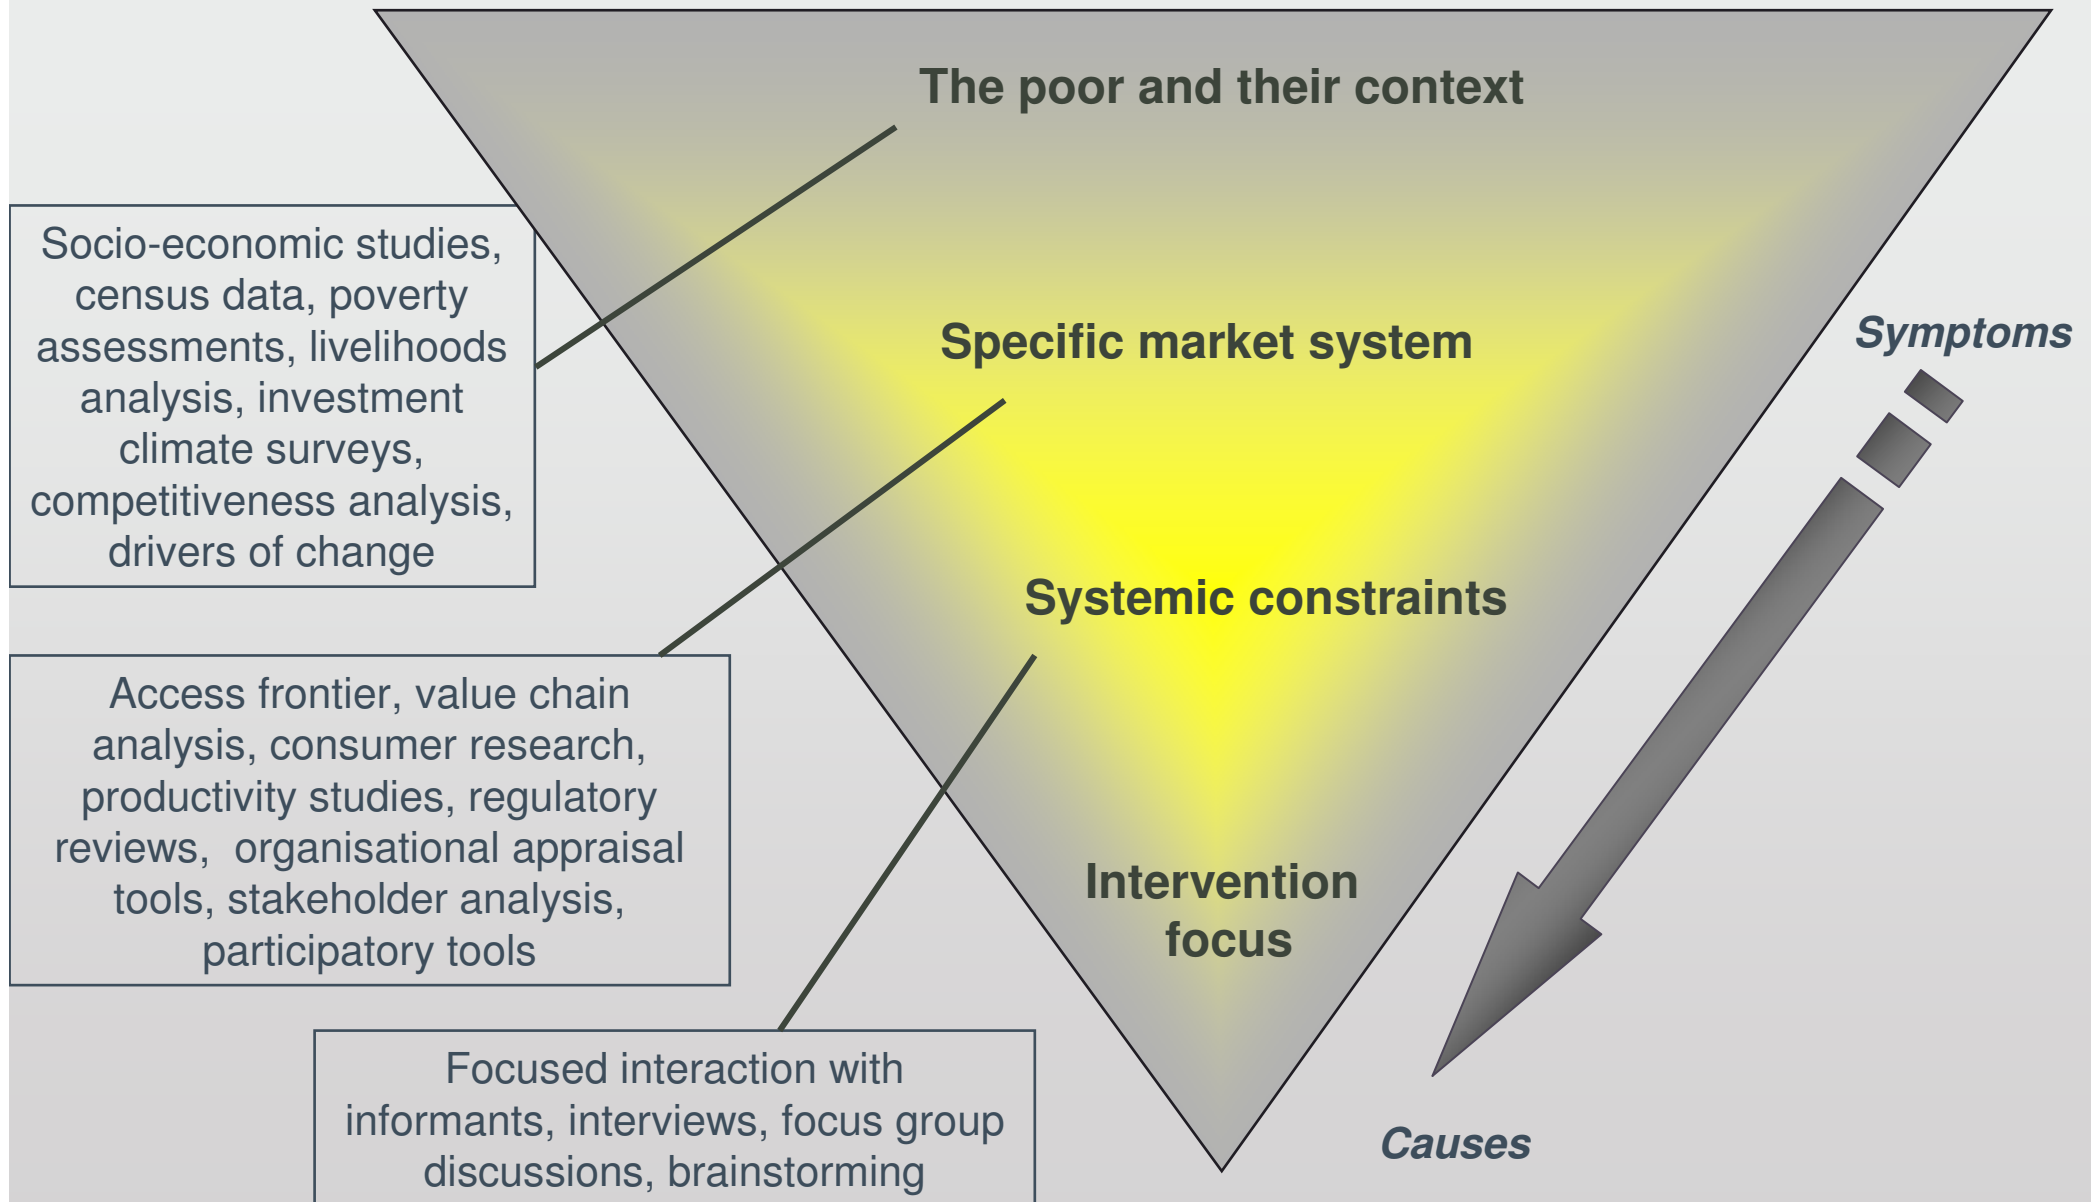 The poor and their context
Socio-economic studies,
census data, poverty
assessments, livelihoods
analysis, investment
climate surveys,
competitiveness analysis,
drivers of change
Specific market system
Symptoms
Systemic constraints
Access frontier, value chain
analysis, consumer research,
productivity studies, regulatory
reviews,  organisational appraisal
tools, stakeholder analysis,
participatory tools
Intervention
focus
Focused interaction with
informants, interviews, focus group
discussions, brainstorming
Causes